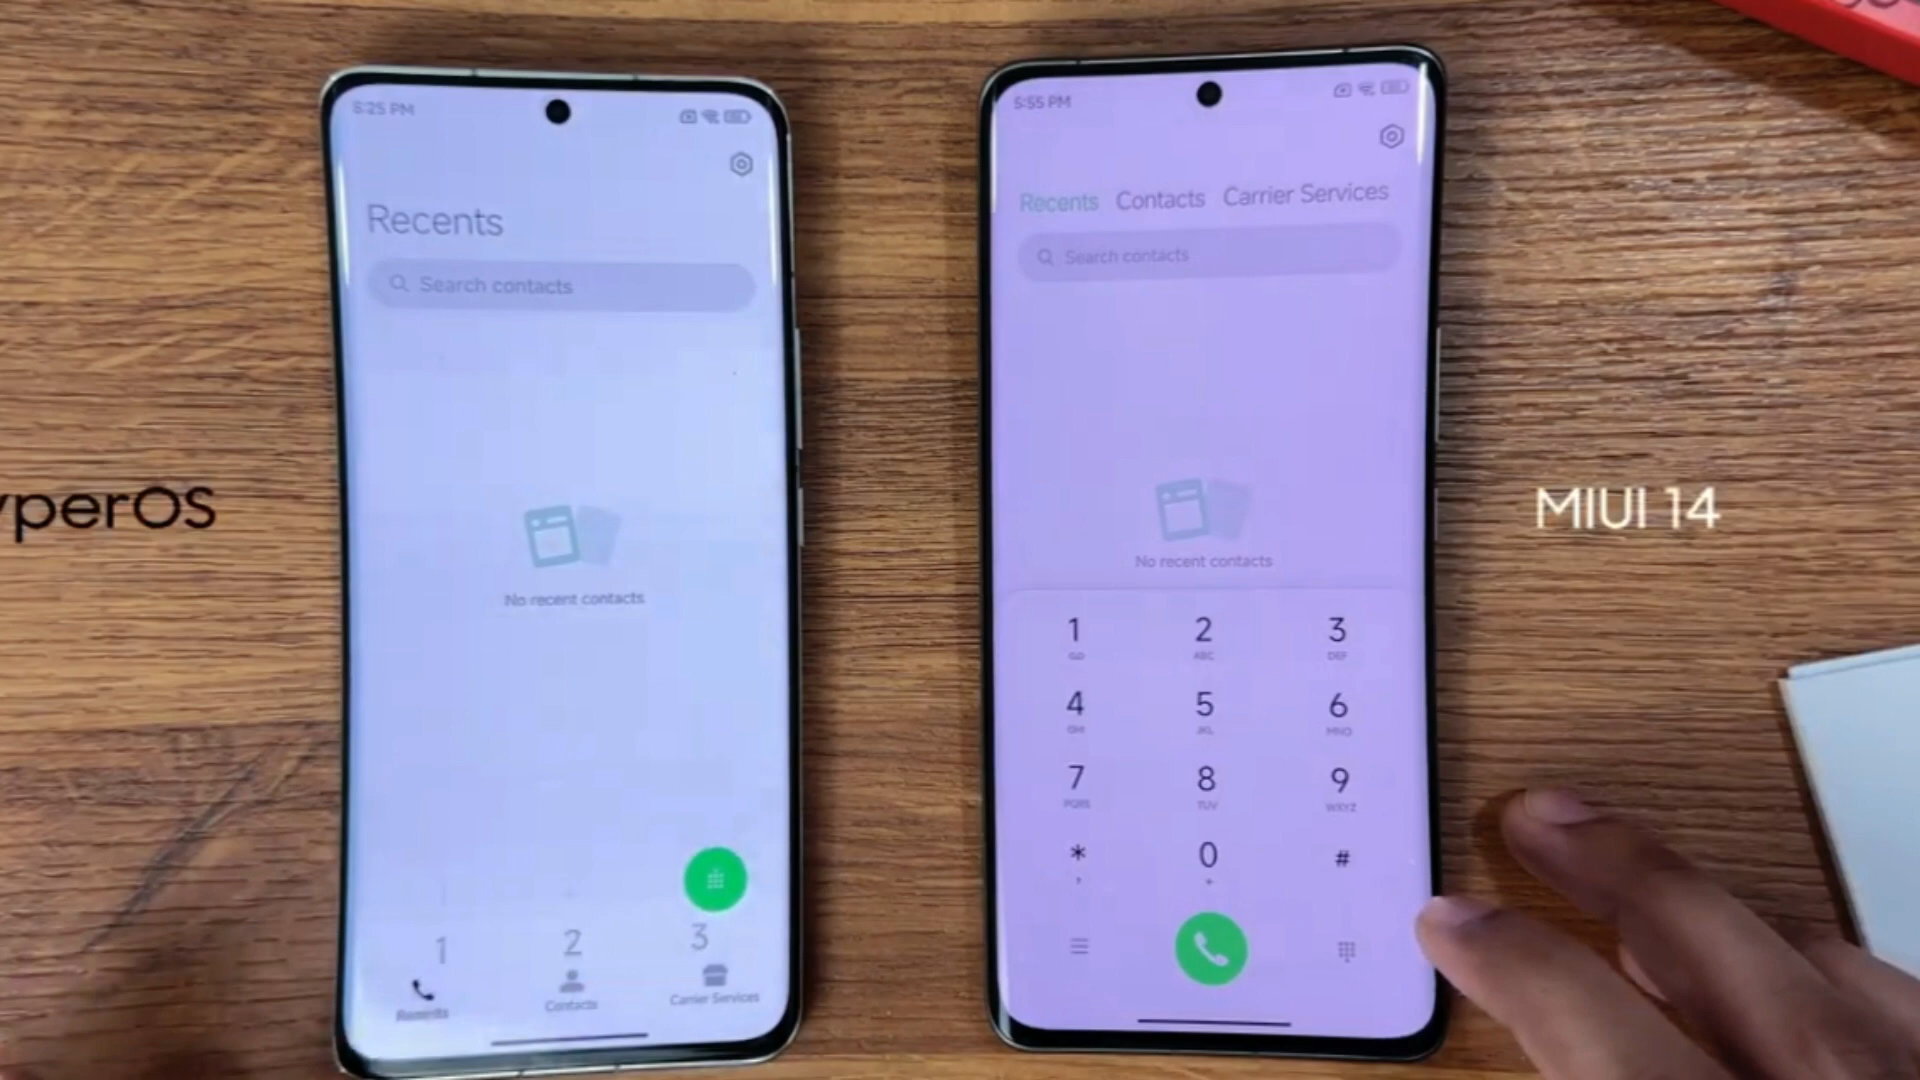 yperOS
5:25 PM
Recents
Search contacts
No recent contacts
1 2 3
Recents Contacts Carrier Services
5:55 PM
Recents Contacts Carrier Services
Search contacts
No recent contacts
1 2 3
ABC DEF
4 5 6
GHI JKL MNO
7 8 9
PQRS TUV WXYZ
* 0 #
, +
MIUI 14